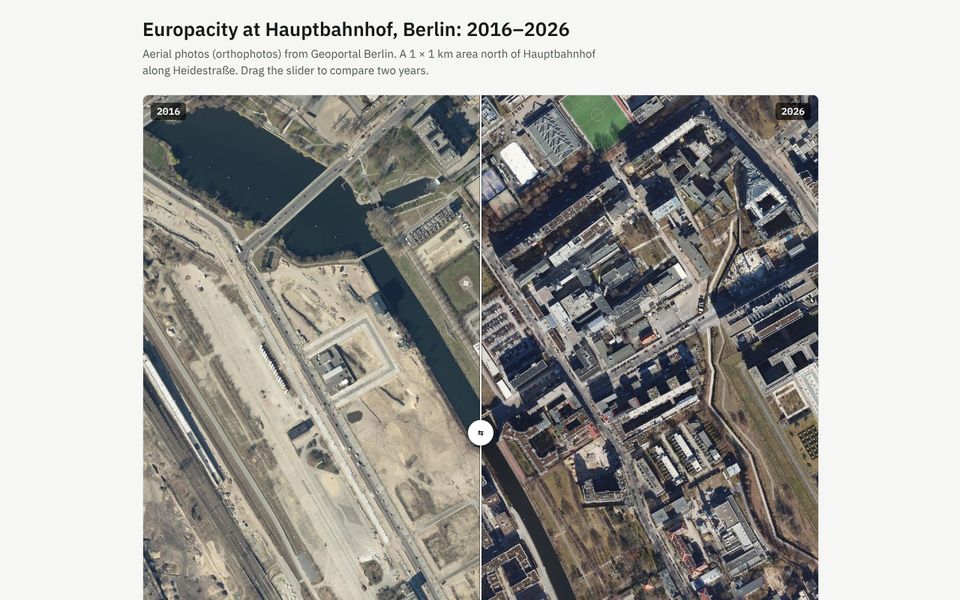 Europacity at Hauptbahnhof, Berlin: 2016–2026
Aerial photos (orthophotos) from Geoportal Berlin. A 1 × 1 km area north of Hauptbahnhof
along Heidestraße. Drag the slider to compare two years.
2016
2026